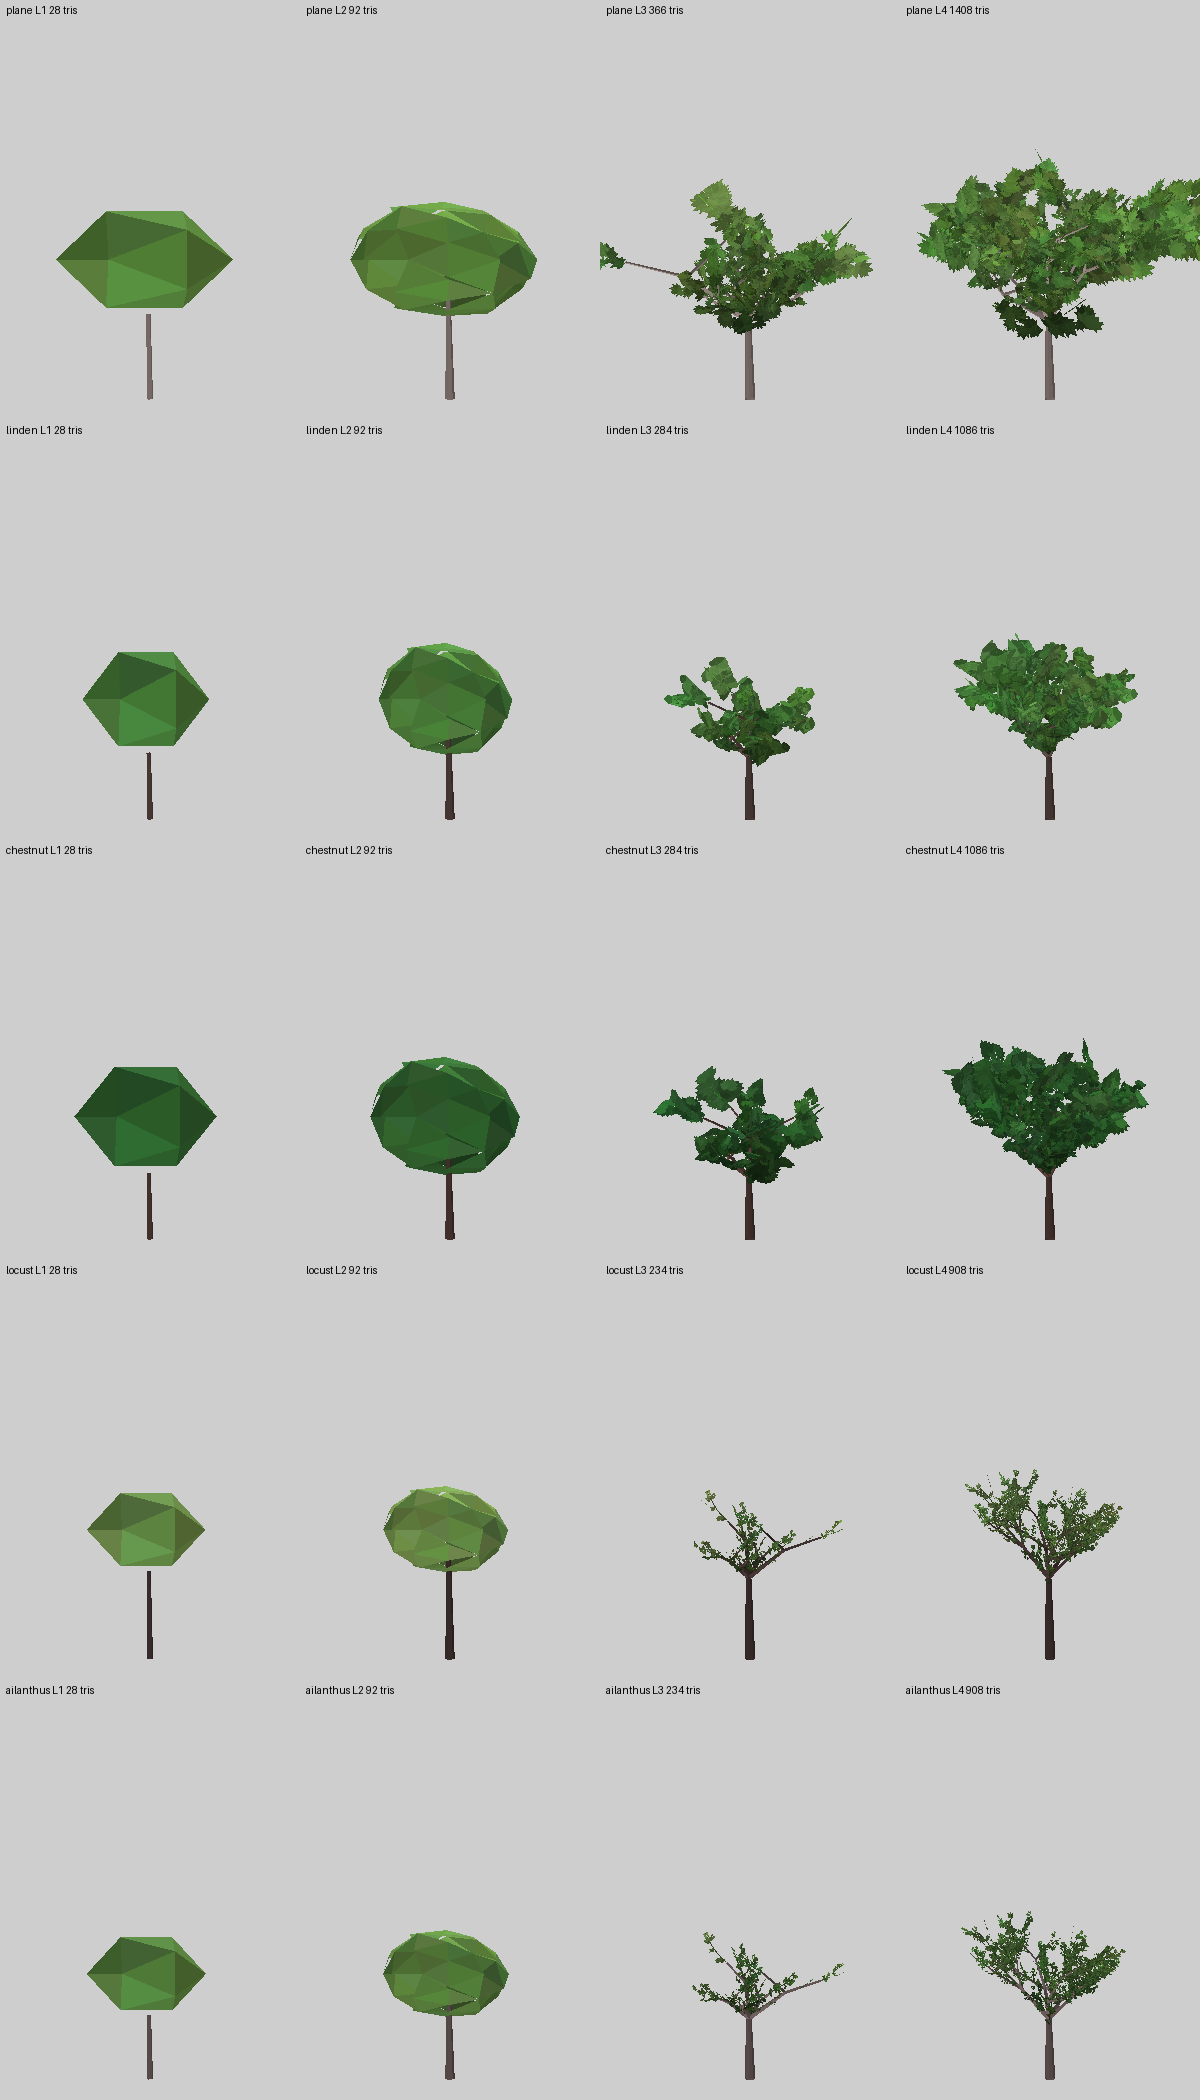 plane L1 28 tris
plane L2 92 tris
plane L3 366 tris
plane L4 1408 tris
linden L1 28 tris
linden L2 92 tris
linden L3 284 tris
linden L4 1086 tris
chestnut L1 28 tris
chestnut L2 92 tris
chestnut L3 284 tris
chestnut L4 1086 tris
locust L1 28 tris
locust L2 92 tris
locust L3 234 tris
locust L4 908 tris
ailanthus L1 28 tris
ailanthus L2 92 tris
ailanthus L3 234 tris
ailanthus L4 908 tris